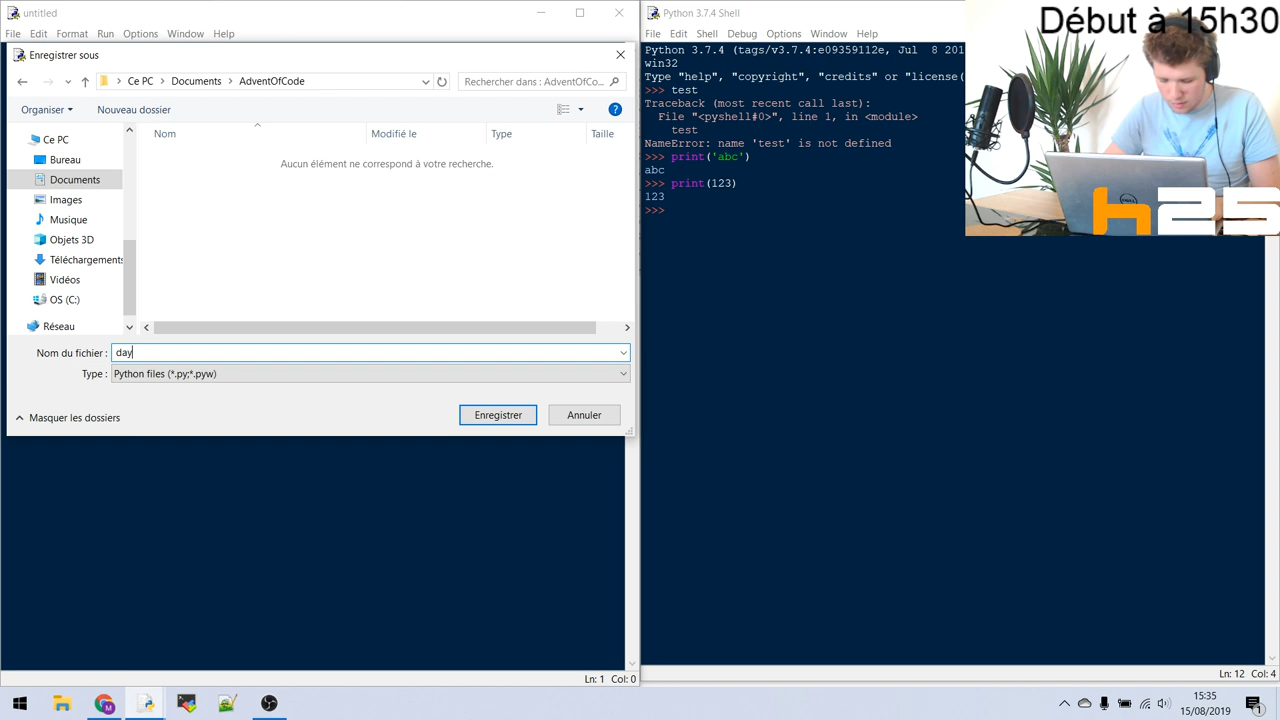 untitled
File Edit Format Run Options Window Help
Enregistrer sous
Ce PC Documents AdventOfCode
Rechercher dans : AdventOfCo...
Organiser Nouveau dossier
Nom Modifié le Type Taille
Aucun élément ne correspond à votre recherche.
Ce PC
Bureau
Documents
Images
Musique
Objets 3D
Téléchargements
Vidéos
OS (C:)
Réseau
Nom du fichier : day
Type : Python files (*.py;*.pyw)
Masquer les dossiers
Enregistrer Annuler
Ln: 1 Col: 0
Python 3.7.4 Shell
File Edit Shell Debug Options Window Help
Python 3.7.4 (tags/v3.7.4:e09359112e, Jul 8 201
win32
Type "help", "copyright", "credits" or "license(
>>> test
Traceback (most recent call last):
File "<pyshell#0>", line 1, in <module>
test
NameError: name 'test' is not defined
>>> print('abc')
abc
>>> print(123)
123
>>>
Ln: 12 Col: 4
Début à 15h30
DELL
h25
M
15:35
15/08/2019
1